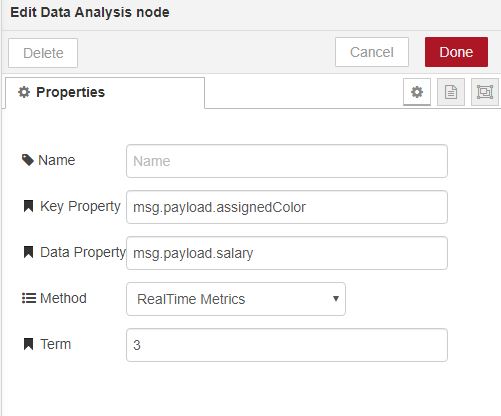 Edit Data Analysis node
Delete Cancel Done
Properties
Name Name
Key Property msg.payload.assignedColor
Data Property msg.payload.salary
Method RealTime Metrics
Term 3